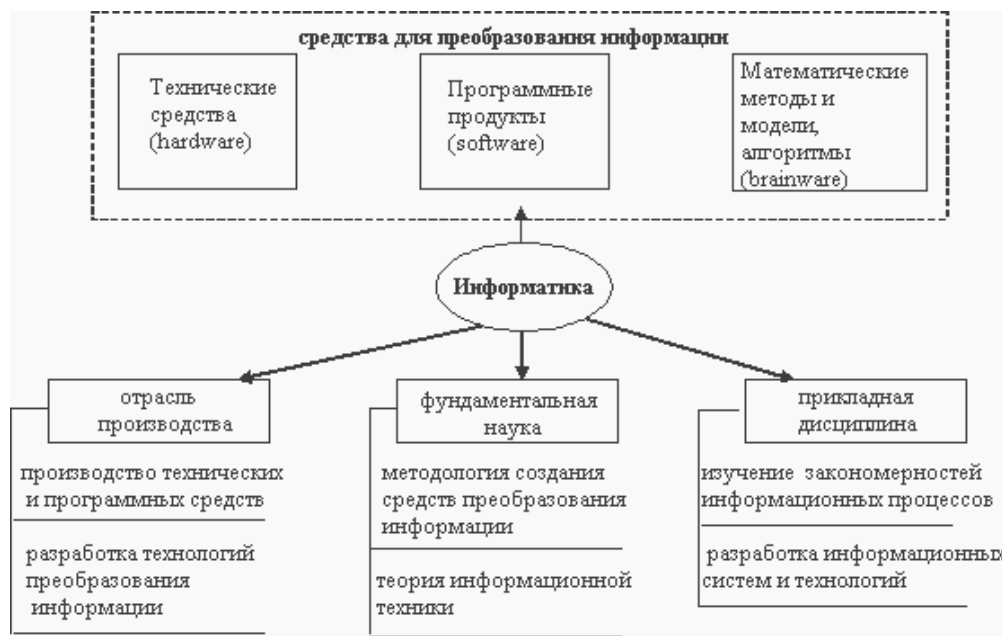 средства для преобразования информации
Технические
средства
(hardware)
Программные
продукты
(software)
Математические
методы и
модели,
алгоритмы
(brainware)
Информатика
отрасль
производства
фундаментальная
наука
прикладная
дисциплина
производство технических
и программных средств
разработка технологий
преобразования
информации
методология создания
средств преобразования
информации
теория информационной
техники
изучение закономерностей
информационных процессов
разработка информационных
систем и технологий